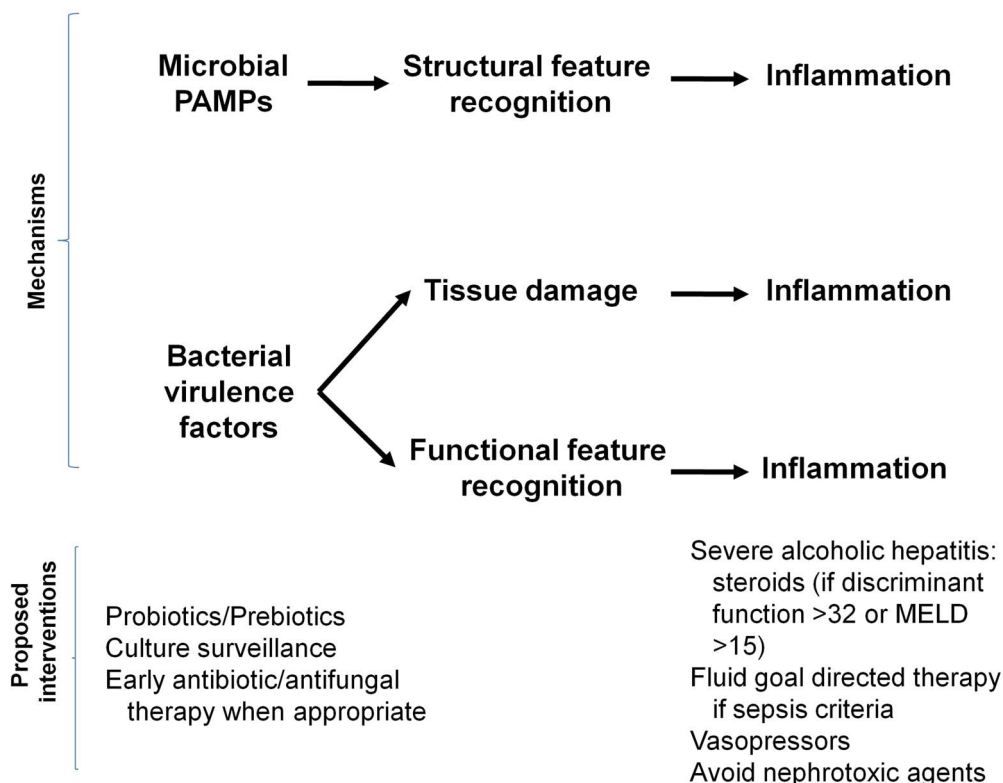 Mechanisms
Microbial
PAMPs
Structural feature
recognition
Inflammation
Tissue damage
Inflammation
Bacterial
virulence
factors
Functional feature
recognition
Inflammation
Proposed
interventions
Probiotics/Prebiotics
Culture surveillance
Early antibiotic/antifungal
therapy when appropriate
Severe alcoholic hepatitis:
steroids (if discriminant
function >32 or MELD
>15)
Fluid goal directed therapy
if sepsis criteria
Vasopressors
Avoid nephrotoxic agents